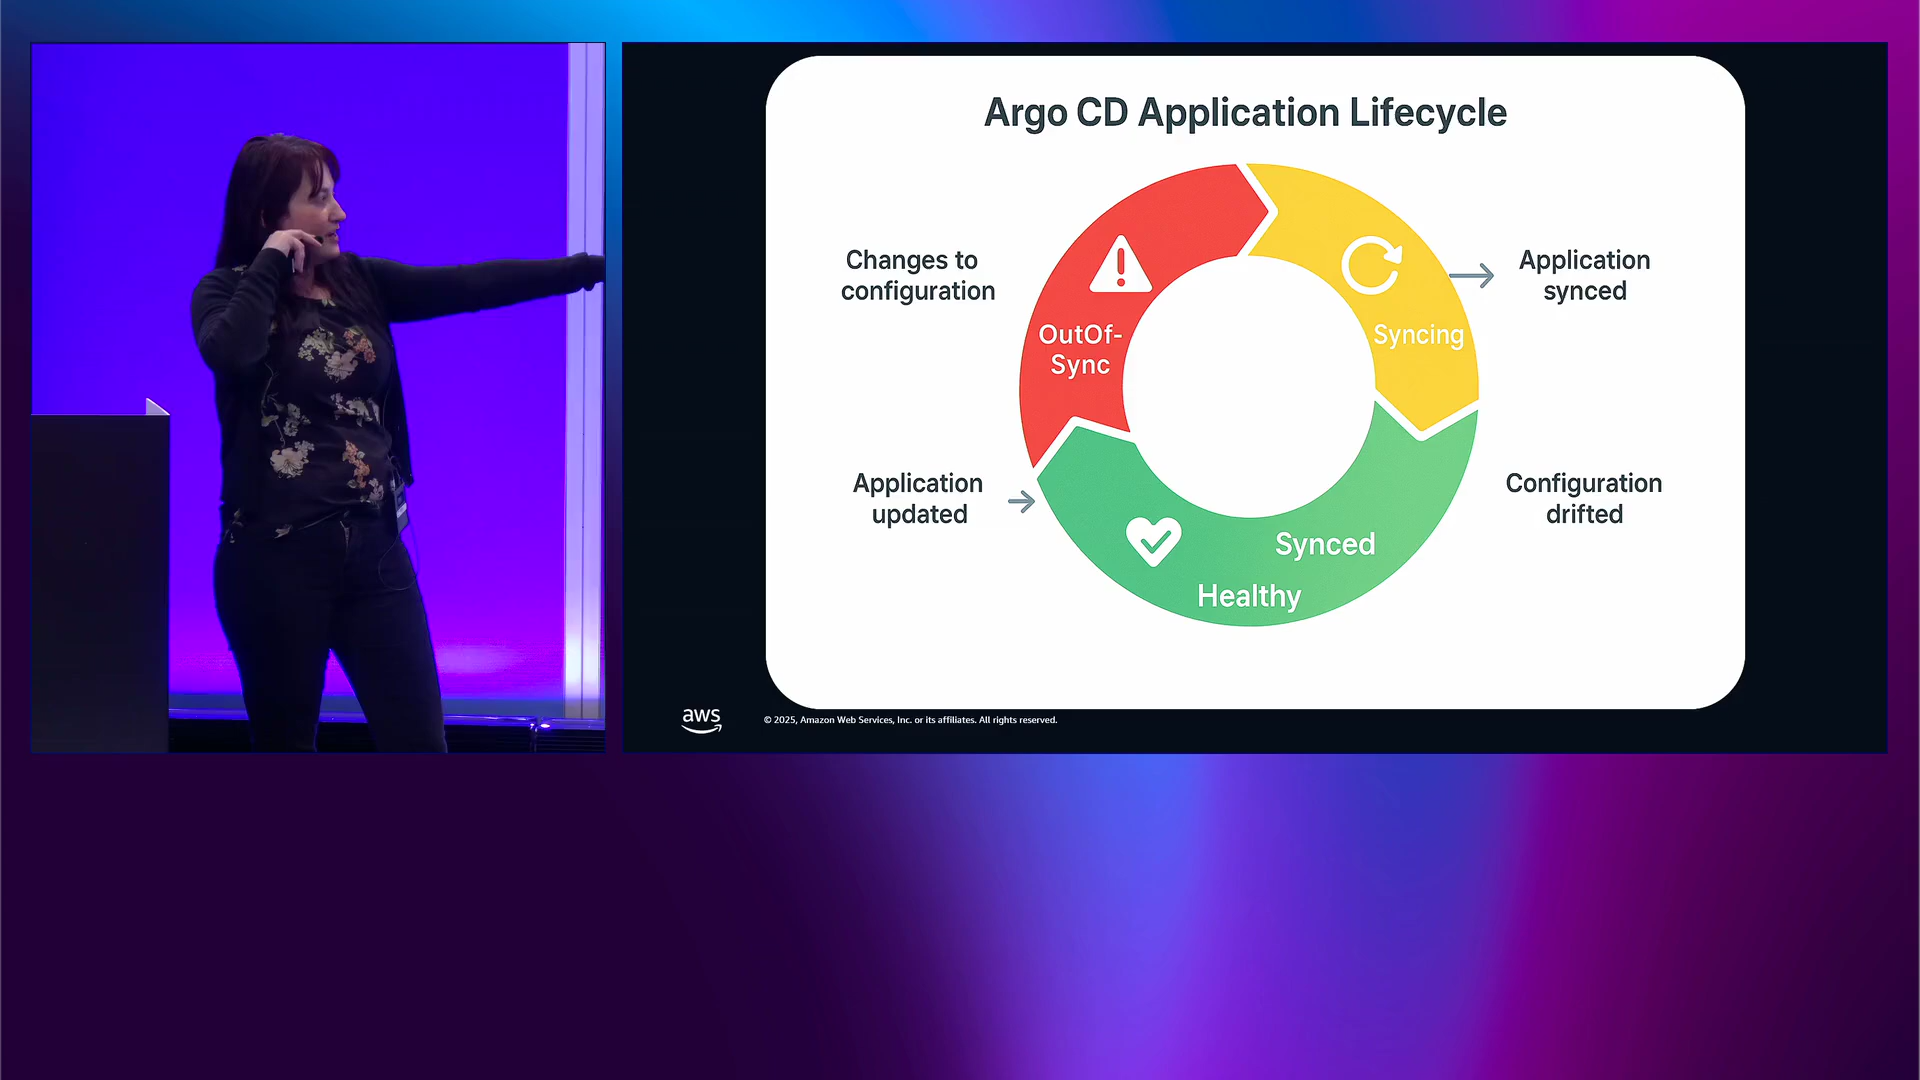 Argo CD Application Lifecycle
Changes to
configuration
OutOf-
Sync
Syncing
Application
synced
Application
updated
Configuration
drifted
Synced
Healthy
aws
© 2025, Amazon Web Services, Inc. or its affiliates. All rights reserved.